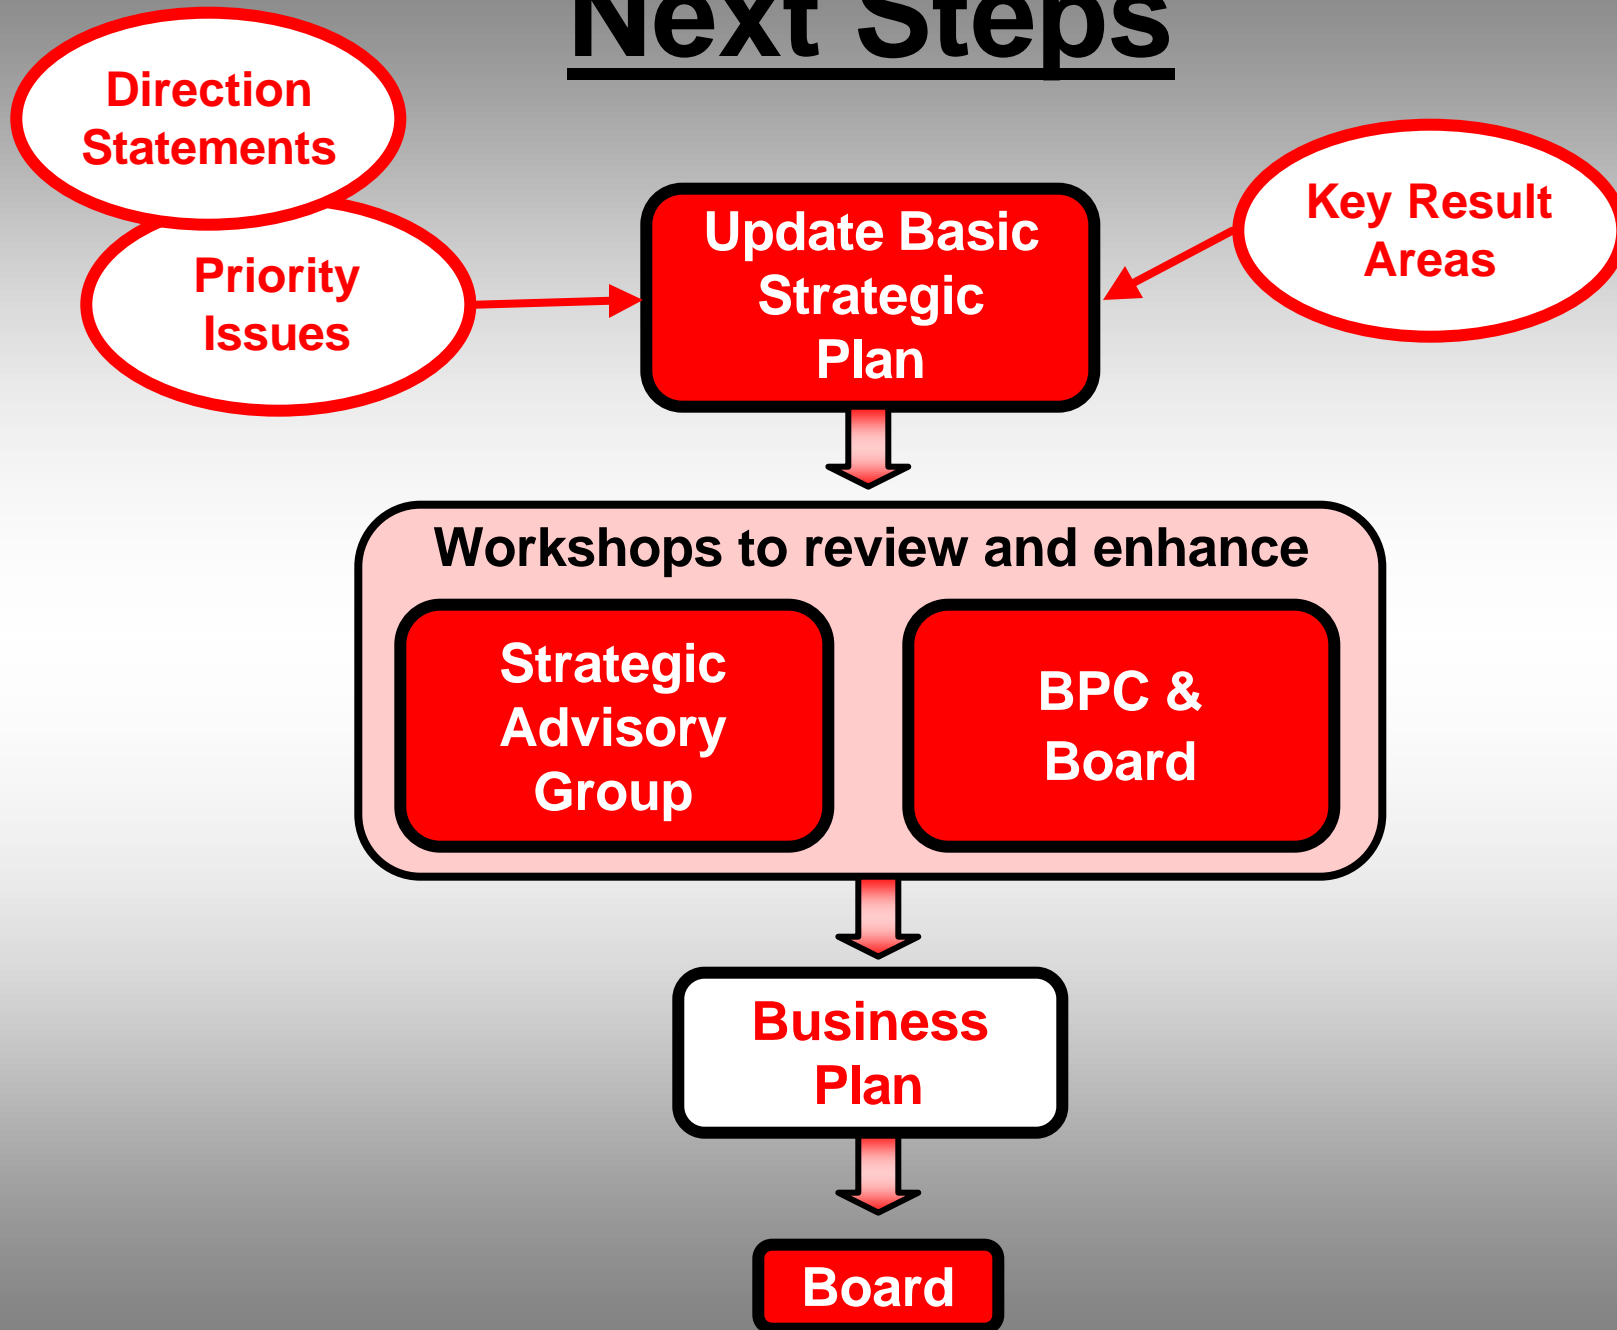 Next Steps
Direction
Statements
Priority
Issues
Update Basic
Strategic
Plan
Key Result
Areas
Workshops to review and enhance
Strategic
Advisory
Group
BPC &
Board
Business
Plan
Board